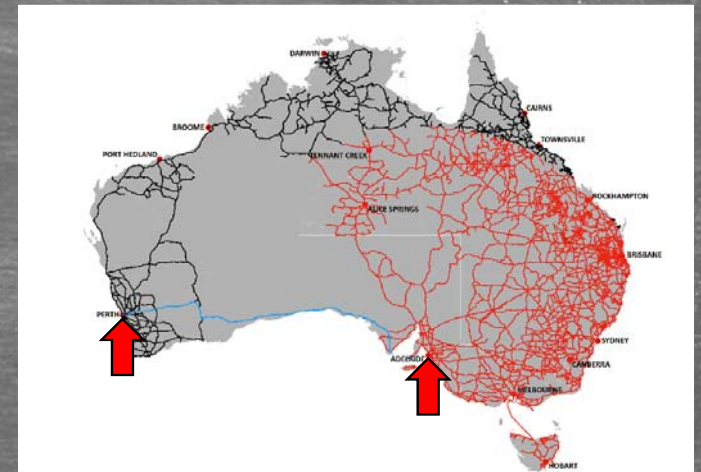 DARWIN
CAIRNS
BROOME
TOWNSVILLE
PORT HEDLAND
TENNANT CREEK
ROCKHAMPTON
ALICE SPRINGS
BRISBANE
PERTH
SYDNEY
ADELAIDE
CANBERRA
MELBOURNE
HOBART